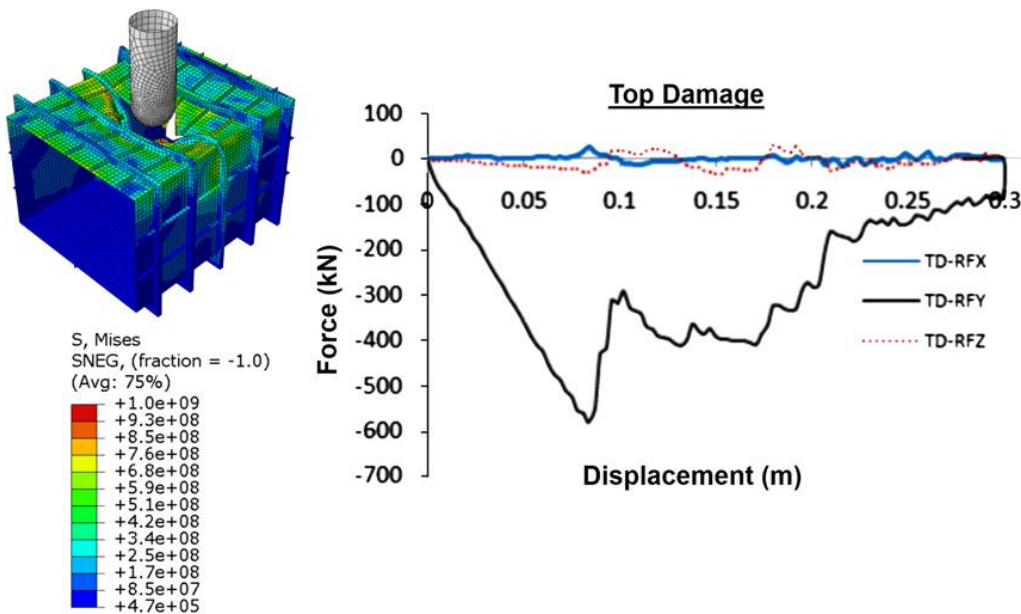 Top Damage
100
0
-100
-200
-300
-400
-500
-600
-700
0 0.05 0.1 0.15 0.2 0.25 0.3
Force (kN)
Displacement (m)
TD-RFX
TD-RFY
TD-RFZ
S, Mises
SNEG, (fraction = -1.0)
(Avg: 75%)
+1.0e+09
+9.3e+08
+8.5e+08
+7.6e+08
+6.8e+08
+5.9e+08
+5.1e+08
+4.2e+08
+3.4e+08
+2.5e+08
+1.7e+08
+8.5e+07
+4.7e+05